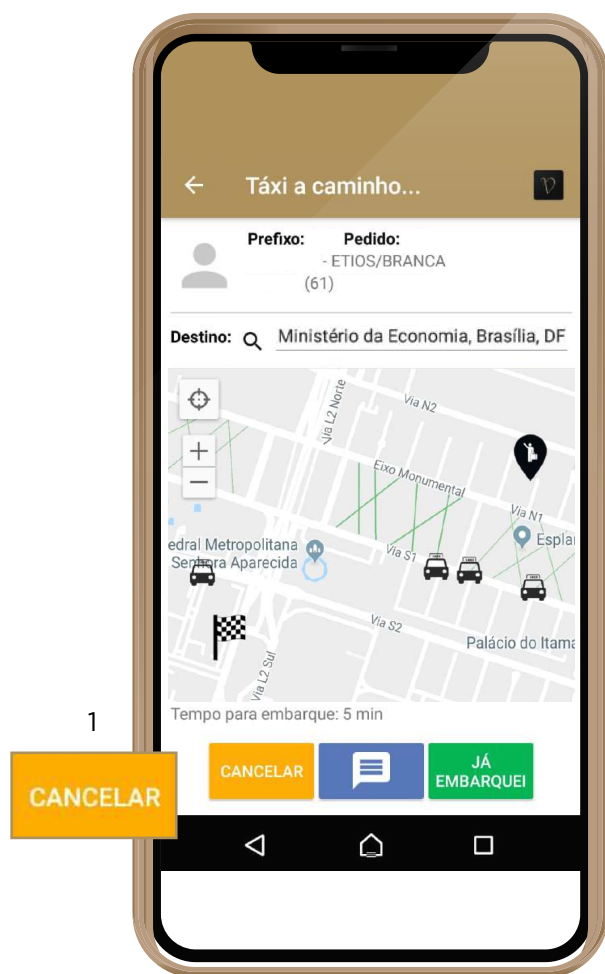 Táxi a caminho...
Prefixo: Pedido:
- ETIOS/BRANCA
(61)
Destino: Ministério da Economia, Brasília, DF
Via L2 Norte
Via N2
Eixo Monumental
Via N1
edral Metropolitana
Senhora Aparecida
Via S1
Espla
Via S2
Palácio do Itama
Via L2 Sul
Tempo para embarque: 5 min
1
CANCELAR
CANCELAR
JÁ
EMBARQUEI